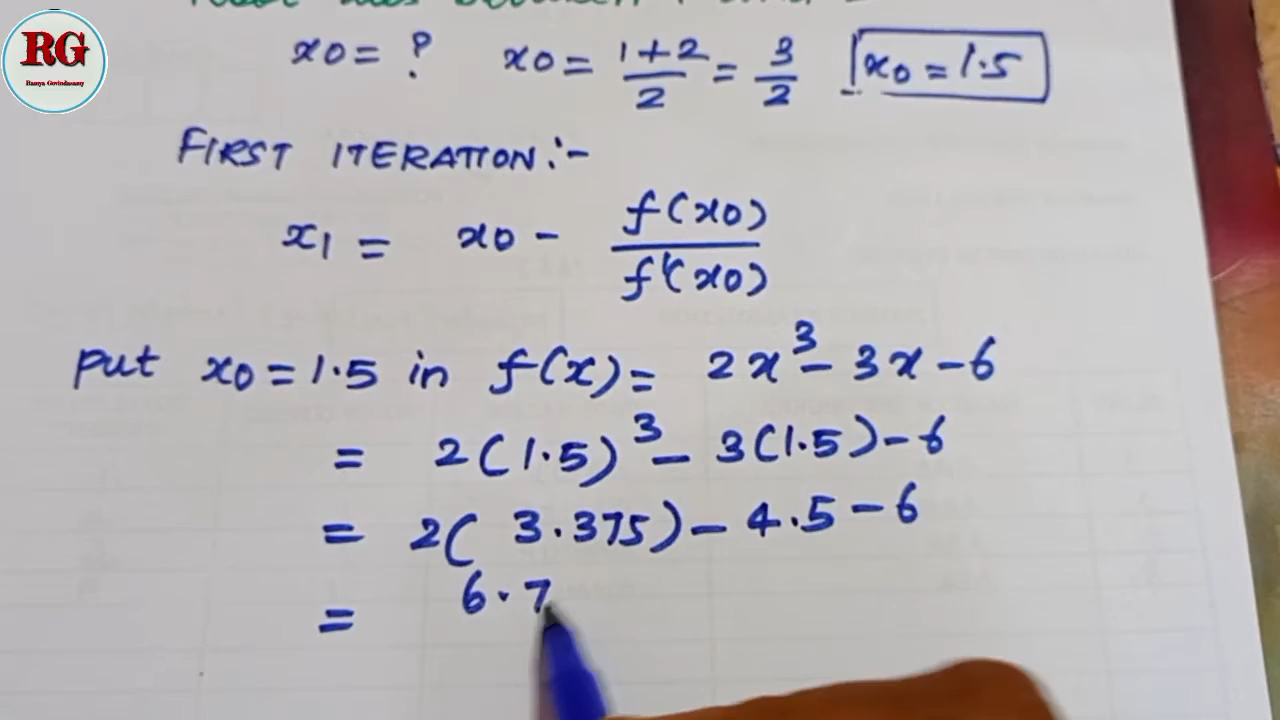 RG
Ramya Govindasamy
x0 = ? x0 = 1+2/2 = 3/2 x0 = 1.5
FIRST ITERATION:-
x1 = x0 - f(x0)/f'(x0)
put x0 = 1.5 in f(x) = 2x³ - 3x - 6
= 2(1.5)³ - 3(1.5) - 6
= 2( 3.375) - 4.5 - 6
= 6.7